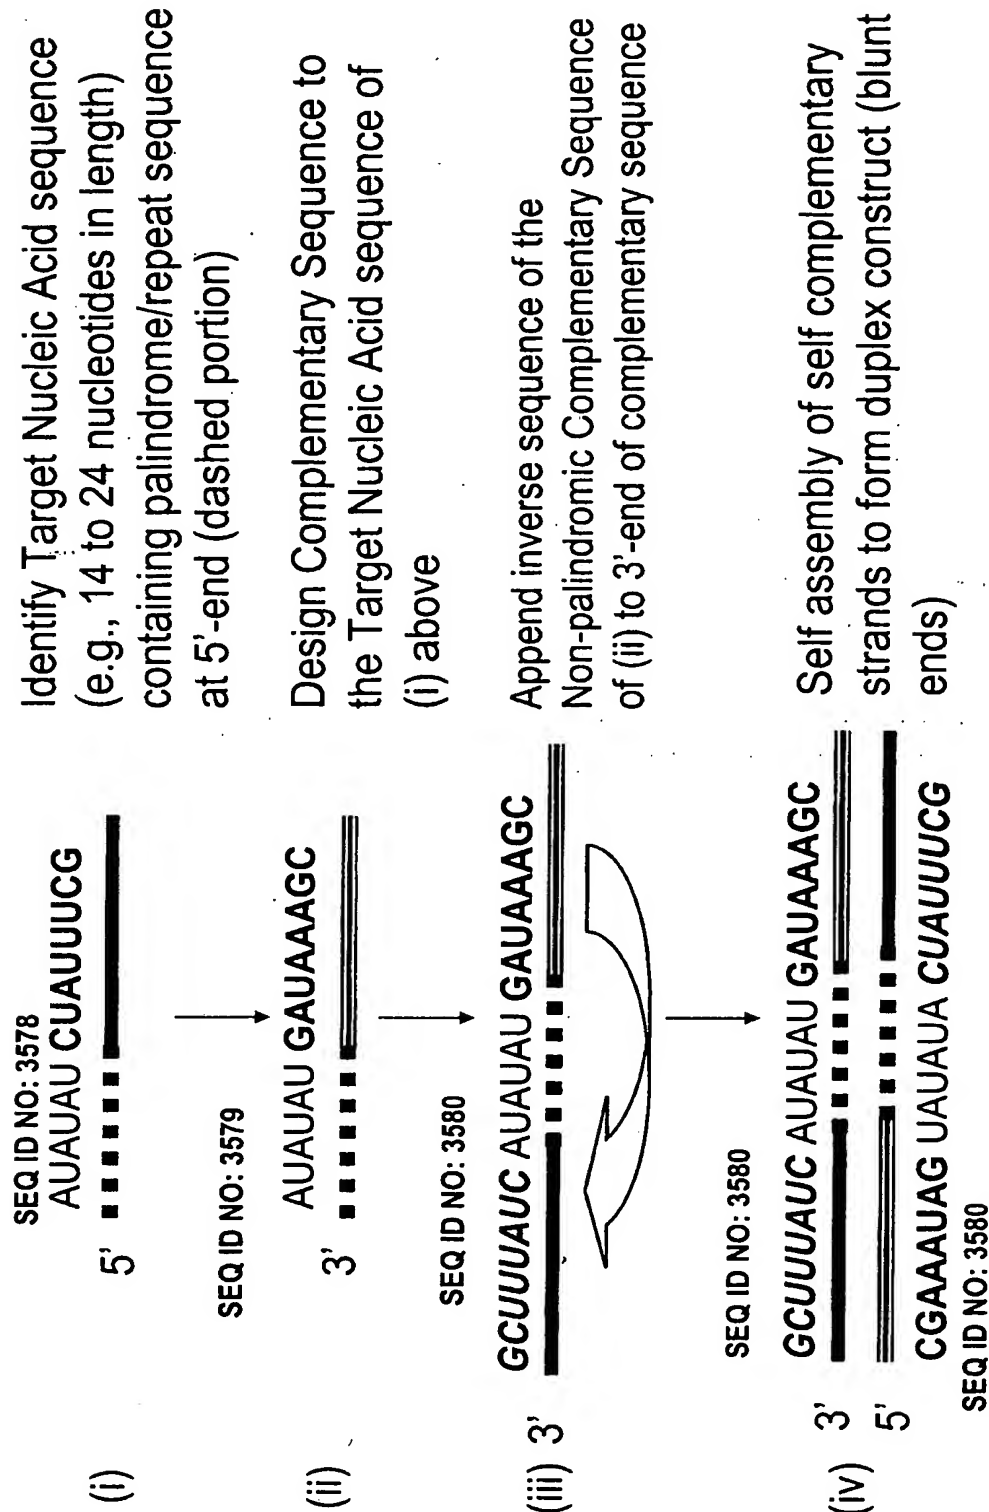 SEQ ID NO: 3578
(i)
AUAUAU CUAUUUCG
5'
Identify Target Nucleic Acid sequence
(e.g., 14 to 24 nucleotides in length)
containing palindrome/repeat sequence
at 5'-end (dashed portion)
SEQ ID NO: 3579
(ii)
AUAUAU GAUAAAGC
3'
Design Complementary Sequence to
the Target Nucleic Acid sequence of
(i) above
SEQ ID NO: 3580
GCUUUAUC AUAUAU GAUAAAGC
(iii) 3'
Append inverse sequence of the
Non-palindromic Complementary Sequence
of (ii) to 3'-end of complementary sequence
SEQ ID NO: 3580
GCUUUAUC AUAUAU GAUAAAGC
(iv) 3'
5'
CGAAAUAG UAUAUA CUAUUUCG
SEQ ID NO: 3580
Self assembly of self complementary
strands to form duplex construct (blunt
ends)